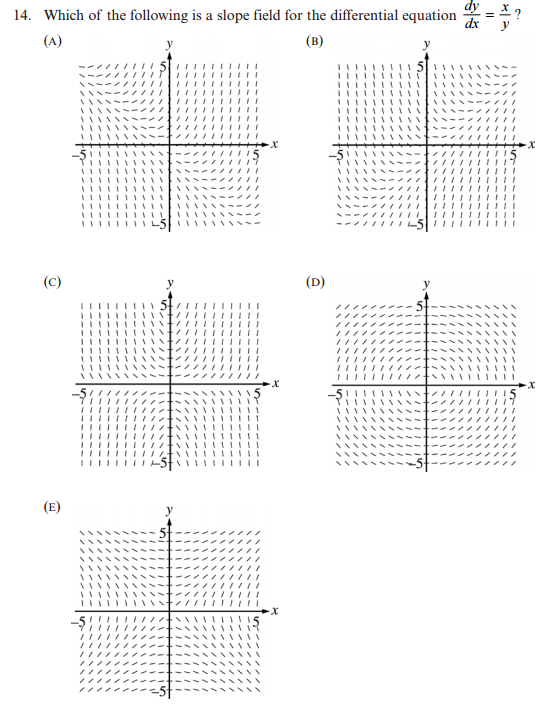 14. Which of the following is a slope field for the differential equation dy/dx = x/y ?
(A) (B)
y y
5 5
x x
-5 5 -5 5
-5 -5
(C) (D)
y y
5 5
x x
-5 5 -5 5
-5 -5
(E)
y
5
x
-5 5
-5